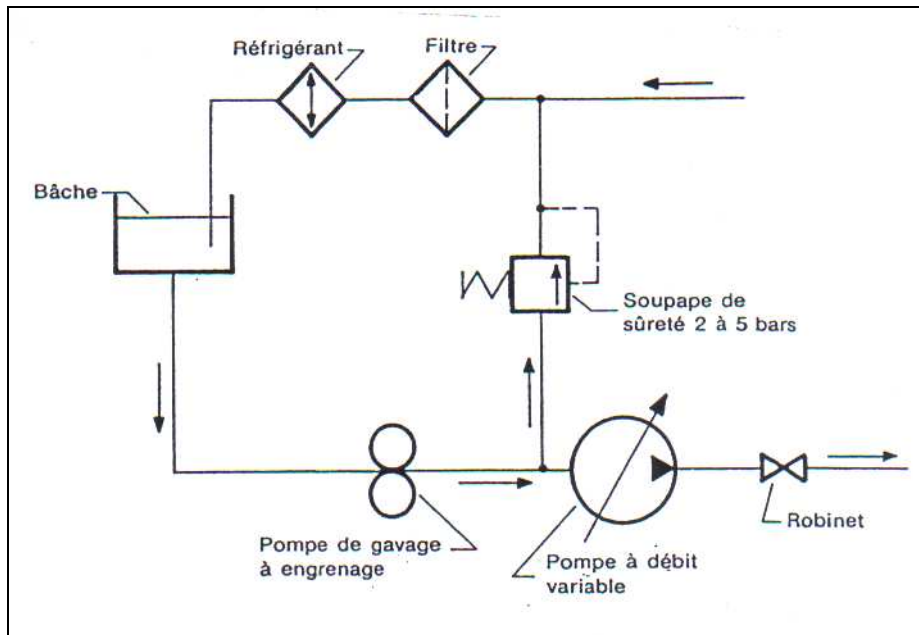 Réfrigérant
Filtre
Bâche
Soupape de
sûreté 2 à 5 bars
Pompe de gavage
à engrenage
Pompe à débit
variable
Robinet